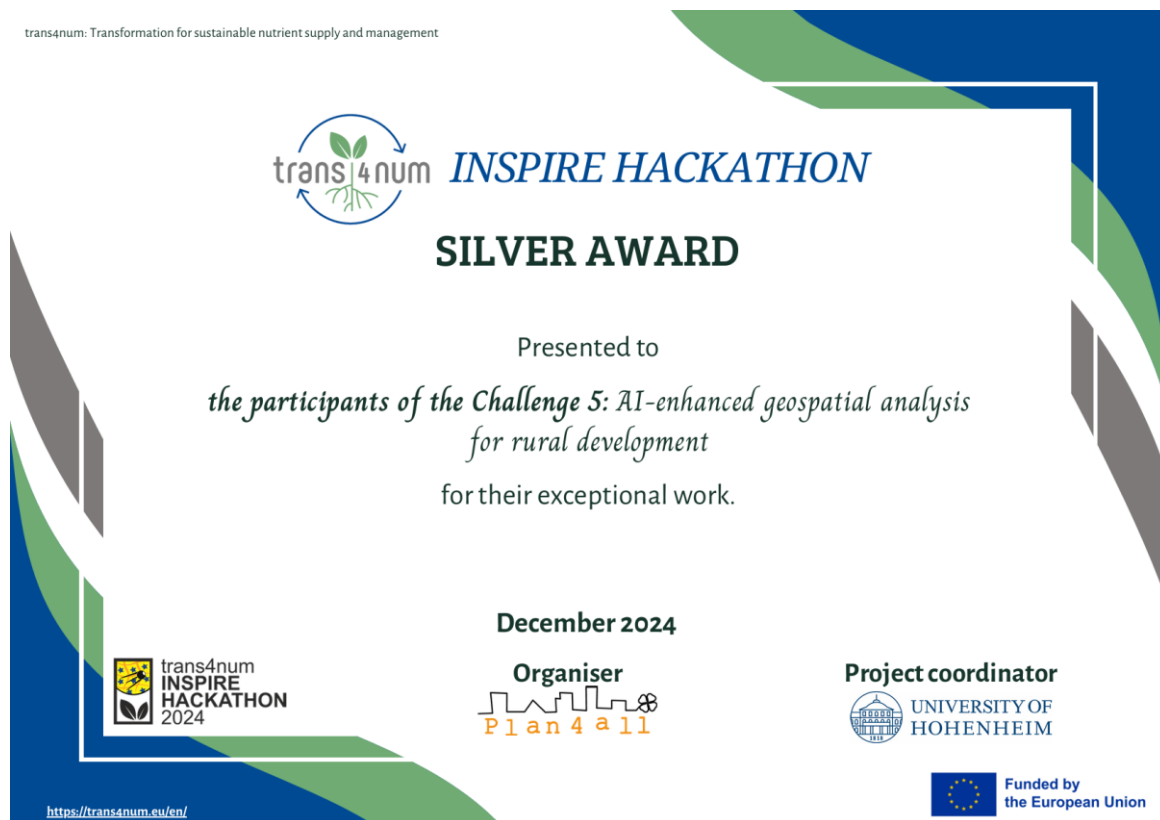 trans4num: Transformation for sustainable nutrient supply and management
trans4num
INSPIRE HACKATHON
SILVER AWARD
Presented to
the participants of the Challenge 5: AI-enhanced geospatial analysis
for rural development
for their exceptional work.
December 2024
trans4num
INSPIRE
HACKATHON
2024
Organiser
Plan4all
Project coordinator
1818
UNIVERSITY OF
HOHENHEIM
https://trans4num.eu/en/
Funded by
the European Union